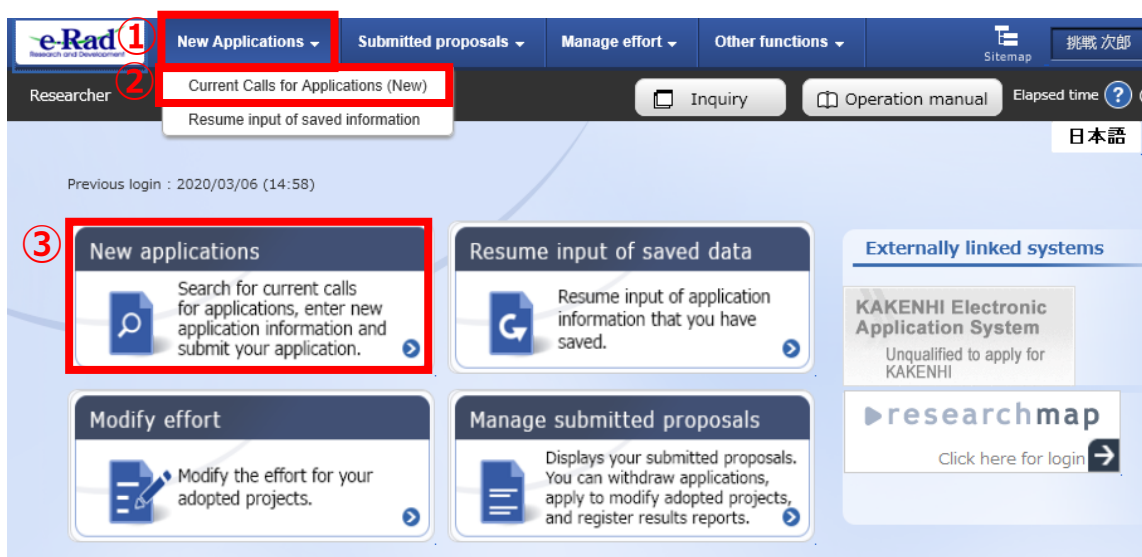 e-Rad
Research and Development
①
New Applications
Submitted proposals
Manage effort
Other functions
Sitemap
挑戦 次郎
②
Researcher
Current Calls for Applications (New)
Resume input of saved information
Inquiry
Operation manual
Elapsed time ?
日本語
Previous login : 2020/03/06 (14:58)
③
New applications
Search for current calls
for applications, enter new
application information and
submit your application.
Resume input of saved data
Resume input of application
information that you have
saved.
Externally linked systems
KAKENHI Electronic
Application System
Unqualified to apply for
KAKENHI
Modify effort
Modify the effort for your
adopted projects.
Manage submitted proposals
Displays your submitted proposals.
You can withdraw applications,
apply to modify adopted projects,
and register results reports.
researchmap
Click here for login